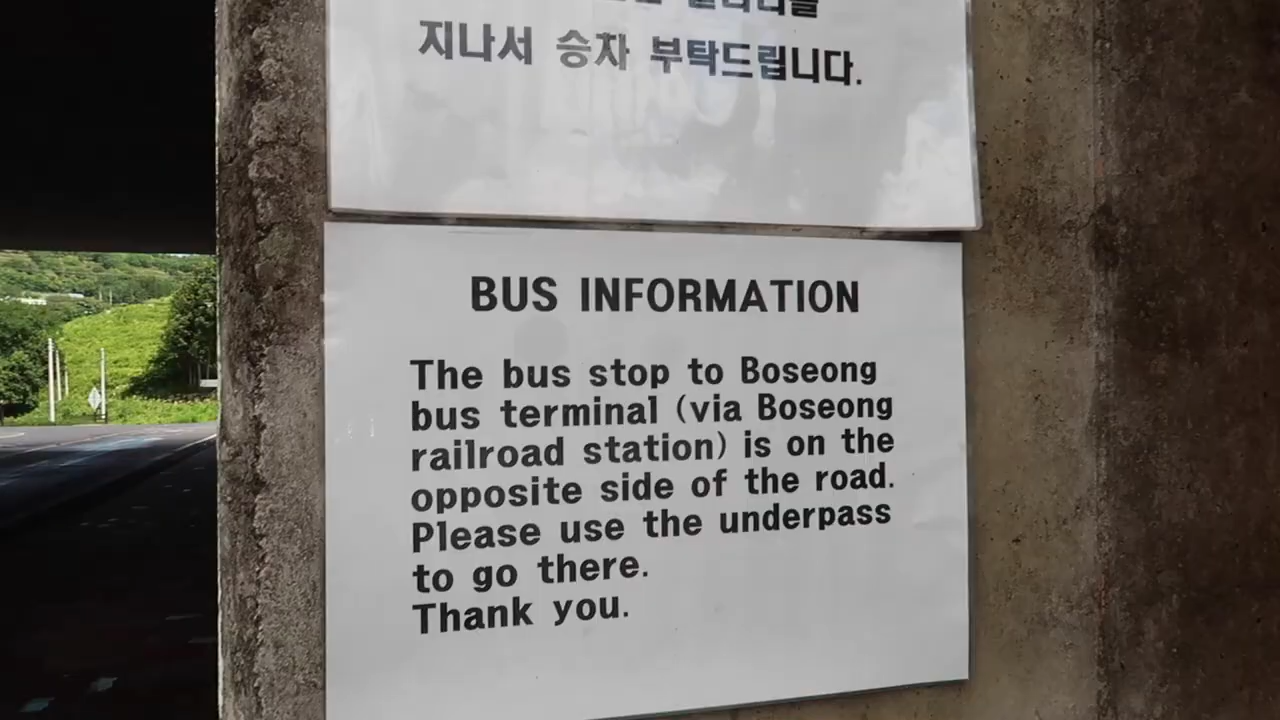 지나서 승차 부탁드립니다.
BUS INFORMATION
The bus stop to Boseong
bus terminal (via Boseong
railroad station) is on the
opposite side of the road.
Please use the underpass
to go there.
Thank you.